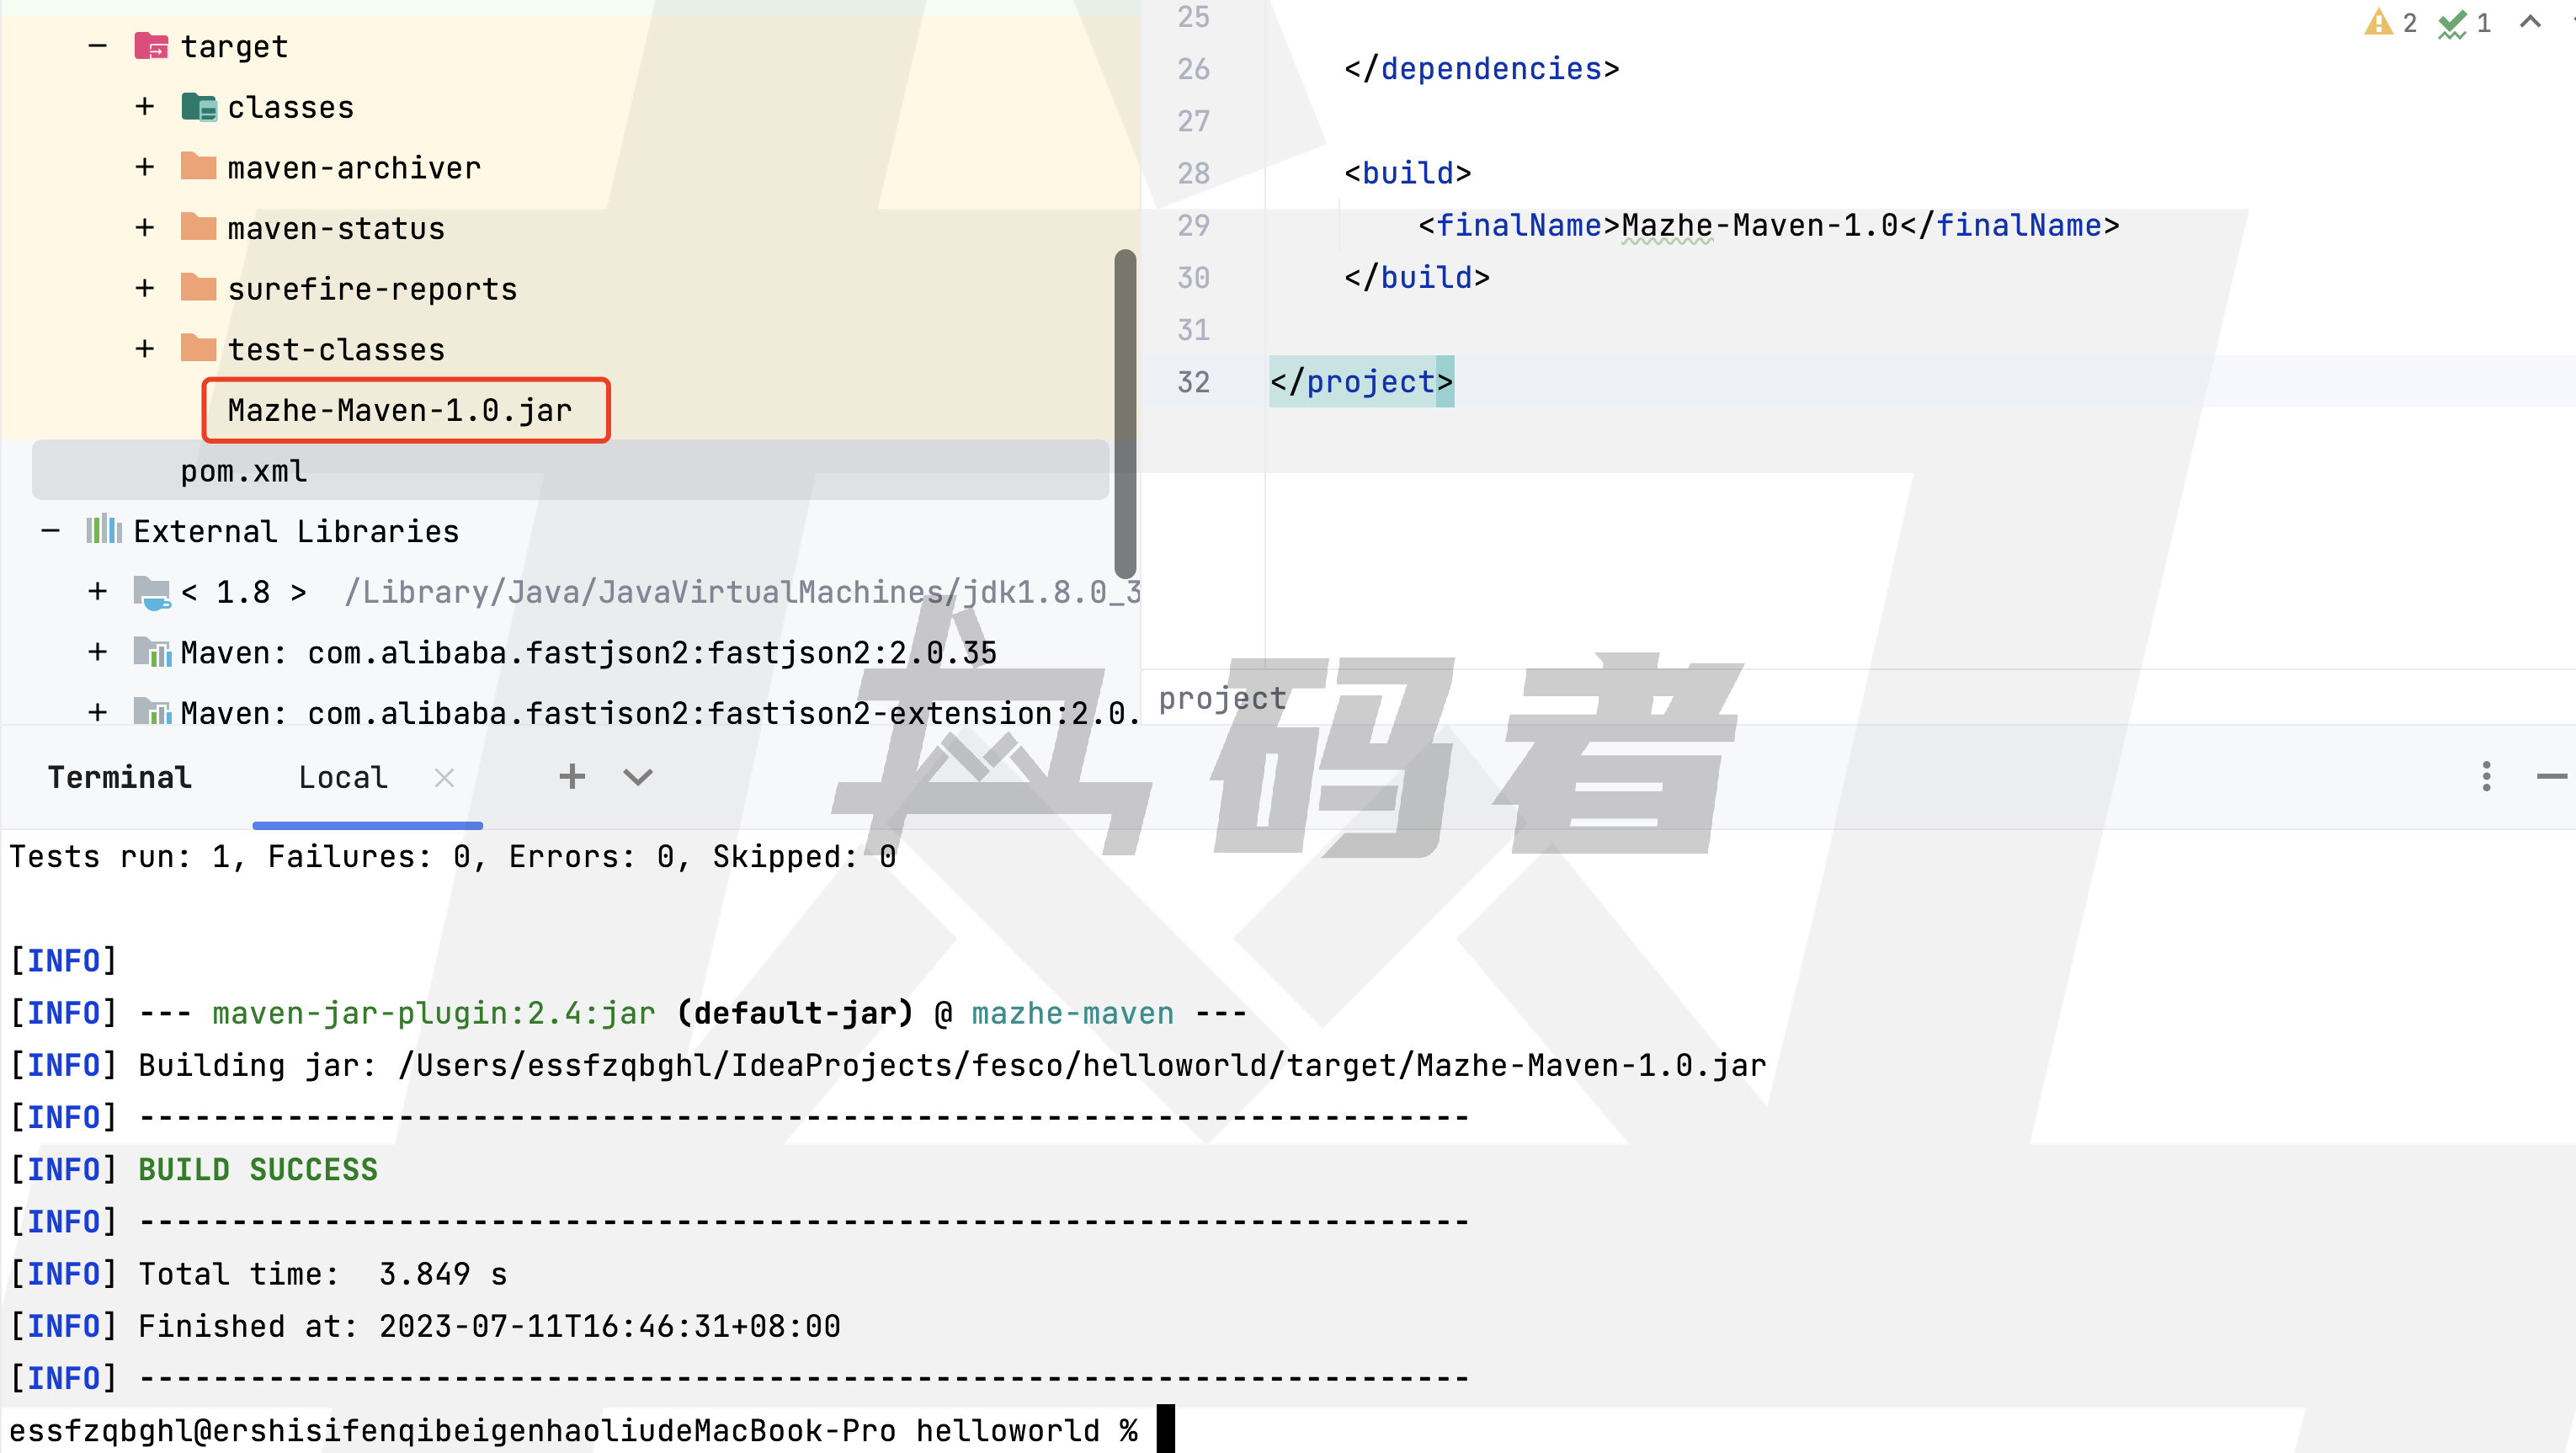 target
classes
maven-archiver
maven-status
surefire-reports
test-classes
Mazhe-Maven-1.0.jar
pom.xml
External Libraries
< 1.8 > /Library/Java/JavaVirtualMachines/jdk1.8.0_3
Maven: com.alibaba.fastjson2:fastjson2:2.0.35
Maven: com.alibaba.fastjson2:fastjson2-extension:2.0.
25
26 </dependencies>
27
28 <build>
29 <finalName>Mazhe-Maven-1.0</finalName>
30 </build>
31
32 </project>
2 1
project
码者
Terminal Local
Tests run: 1, Failures: 0, Errors: 0, Skipped: 0
[INFO]
[INFO] --- maven-jar-plugin:2.4:jar (default-jar) @ mazhe-maven ---
[INFO] Building jar: /Users/essfzqbghl/IdeaProjects/fesco/helloworld/target/Mazhe-Maven-1.0.jar
[INFO] ------------------------------------------------------------------------
[INFO] BUILD SUCCESS
[INFO] ------------------------------------------------------------------------
[INFO] Total time:  3.849 s
[INFO] Finished at: 2023-07-11T16:46:31+08:00
[INFO] ------------------------------------------------------------------------
essfzqbghl@ershisifenqibeigenhaoliudeMacBook-Pro helloworld %